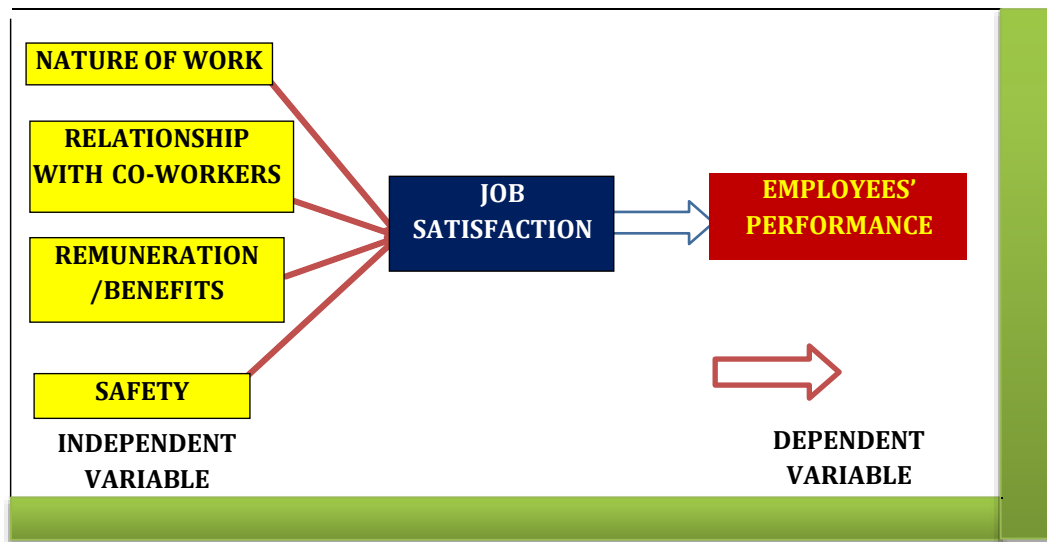 NATURE OF WORK
RELATIONSHIP
WITH CO-WORKERS
REMUNERATION
/BENEFITS
SAFETY
INDEPENDENT
VARIABLE
JOB
SATISFACTION
EMPLOYEES’
PERFORMANCE
DEPENDENT
VARIABLE